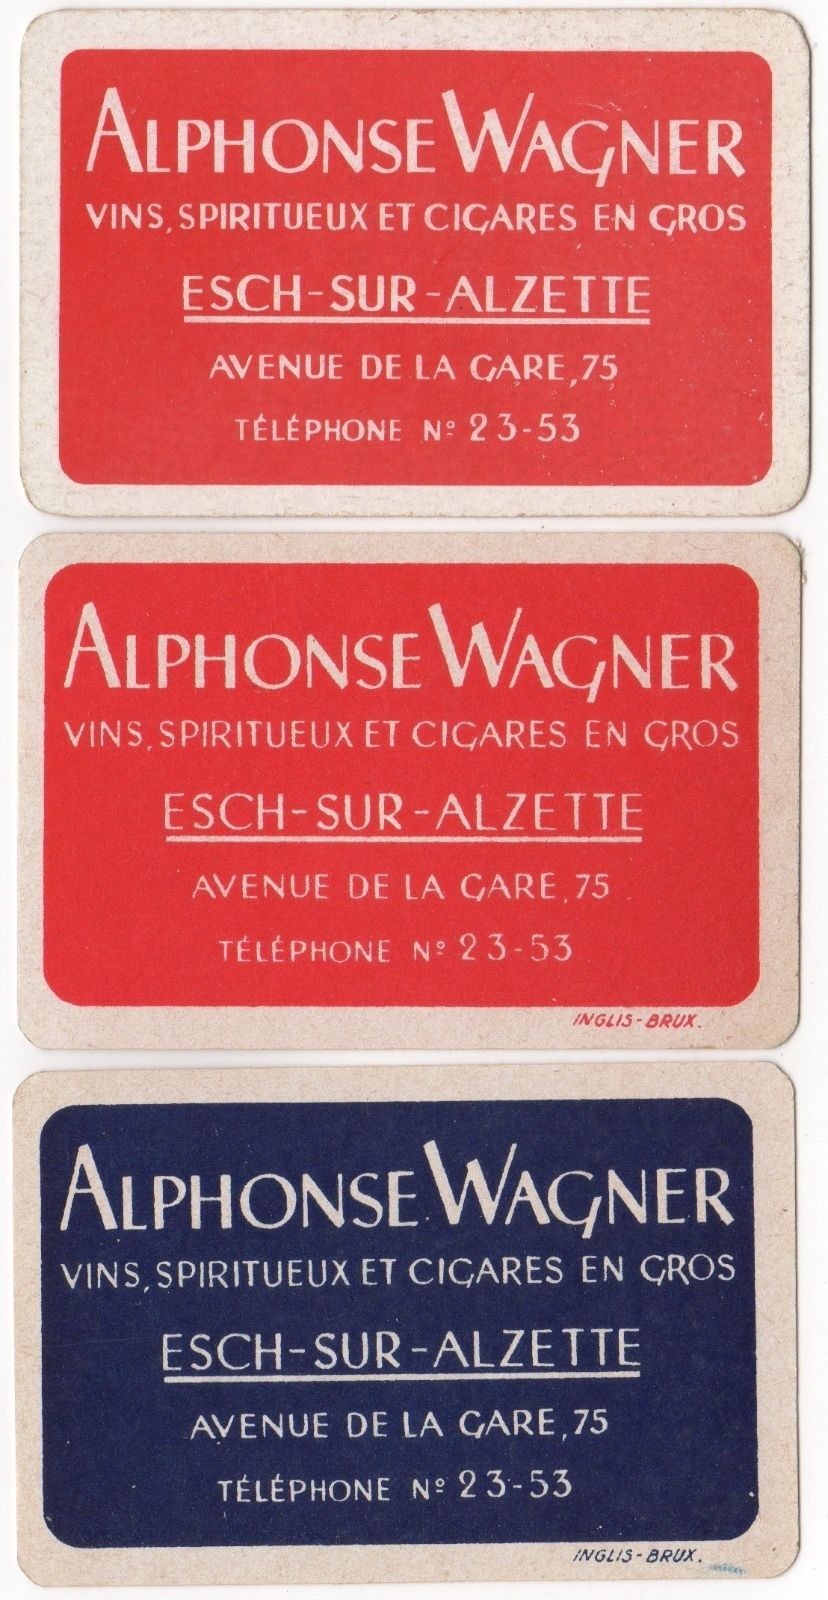 ALPHONSE WAGNER
VINS, SPIRITUEUX ET CIGARES EN GROS
ESCH-SUR-ALZETTE
AVENUE DE LA GARE, 75
TÉLÉPHONE Nº 23-53
ALPHONSE WAGNER
VINS, SPIRITUEUX ET CIGARES EN GROS
ESCH-SUR-ALZETTE
AVENUE DE LA GARE, 75
TÉLÉPHONE Nº 23-53
INGLIS-BRUX.
ALPHONSE WAGNER
VINS, SPIRITUEUX ET CIGARES EN GROS
ESCH-SUR-ALZETTE
AVENUE DE LA GARE, 75
TÉLÉPHONE Nº 23-53
INGLIS-BRUX.